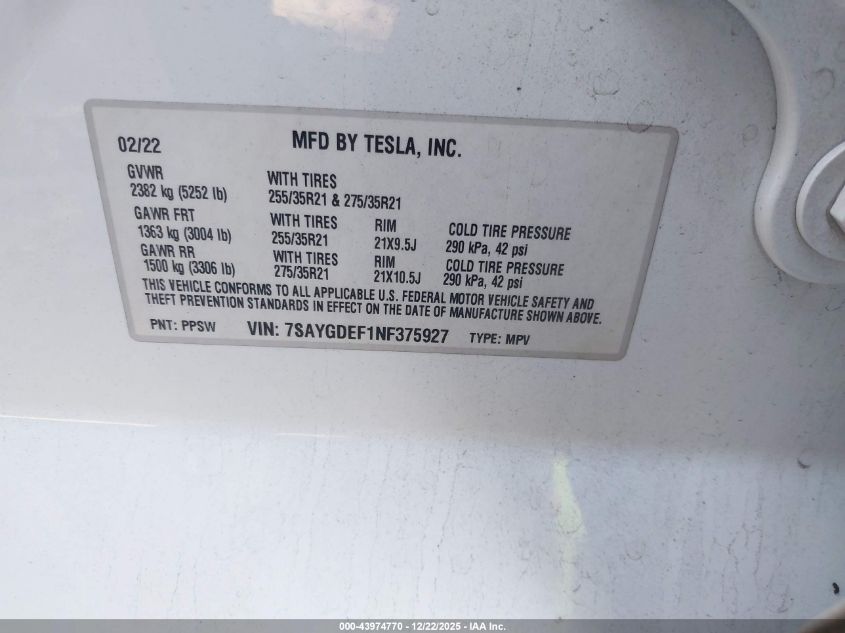 02/22 MFD BY TESLA, INC.
GVWR
2382 kg (5252 lb)
WITH TIRES
255/35R21 & 275/35R21
GAWR FRT
1363 kg (3004 lb)
WITH TIRES
255/35R21
RIM
21X9.5J
COLD TIRE PRESSURE
290 kPa, 42 psi
GAWR RR
1500 kg (3306 lb)
WITH TIRES
275/35R21
RIM
21X10.5J
COLD TIRE PRESSURE
290 kPa, 42 psi
THIS VEHICLE CONFORMS TO ALL APPLICABLE U.S. FEDERAL MOTOR VEHICLE SAFETY AND
THEFT PREVENTION STANDARDS IN EFFECT ON THE DATE OF MANUFACTURE SHOWN ABOVE.
PNT: PPSW VIN: 7SAYGDEF1NF375927 TYPE: MPV
000-43974770 - 12/22/2025 - IAA Inc.